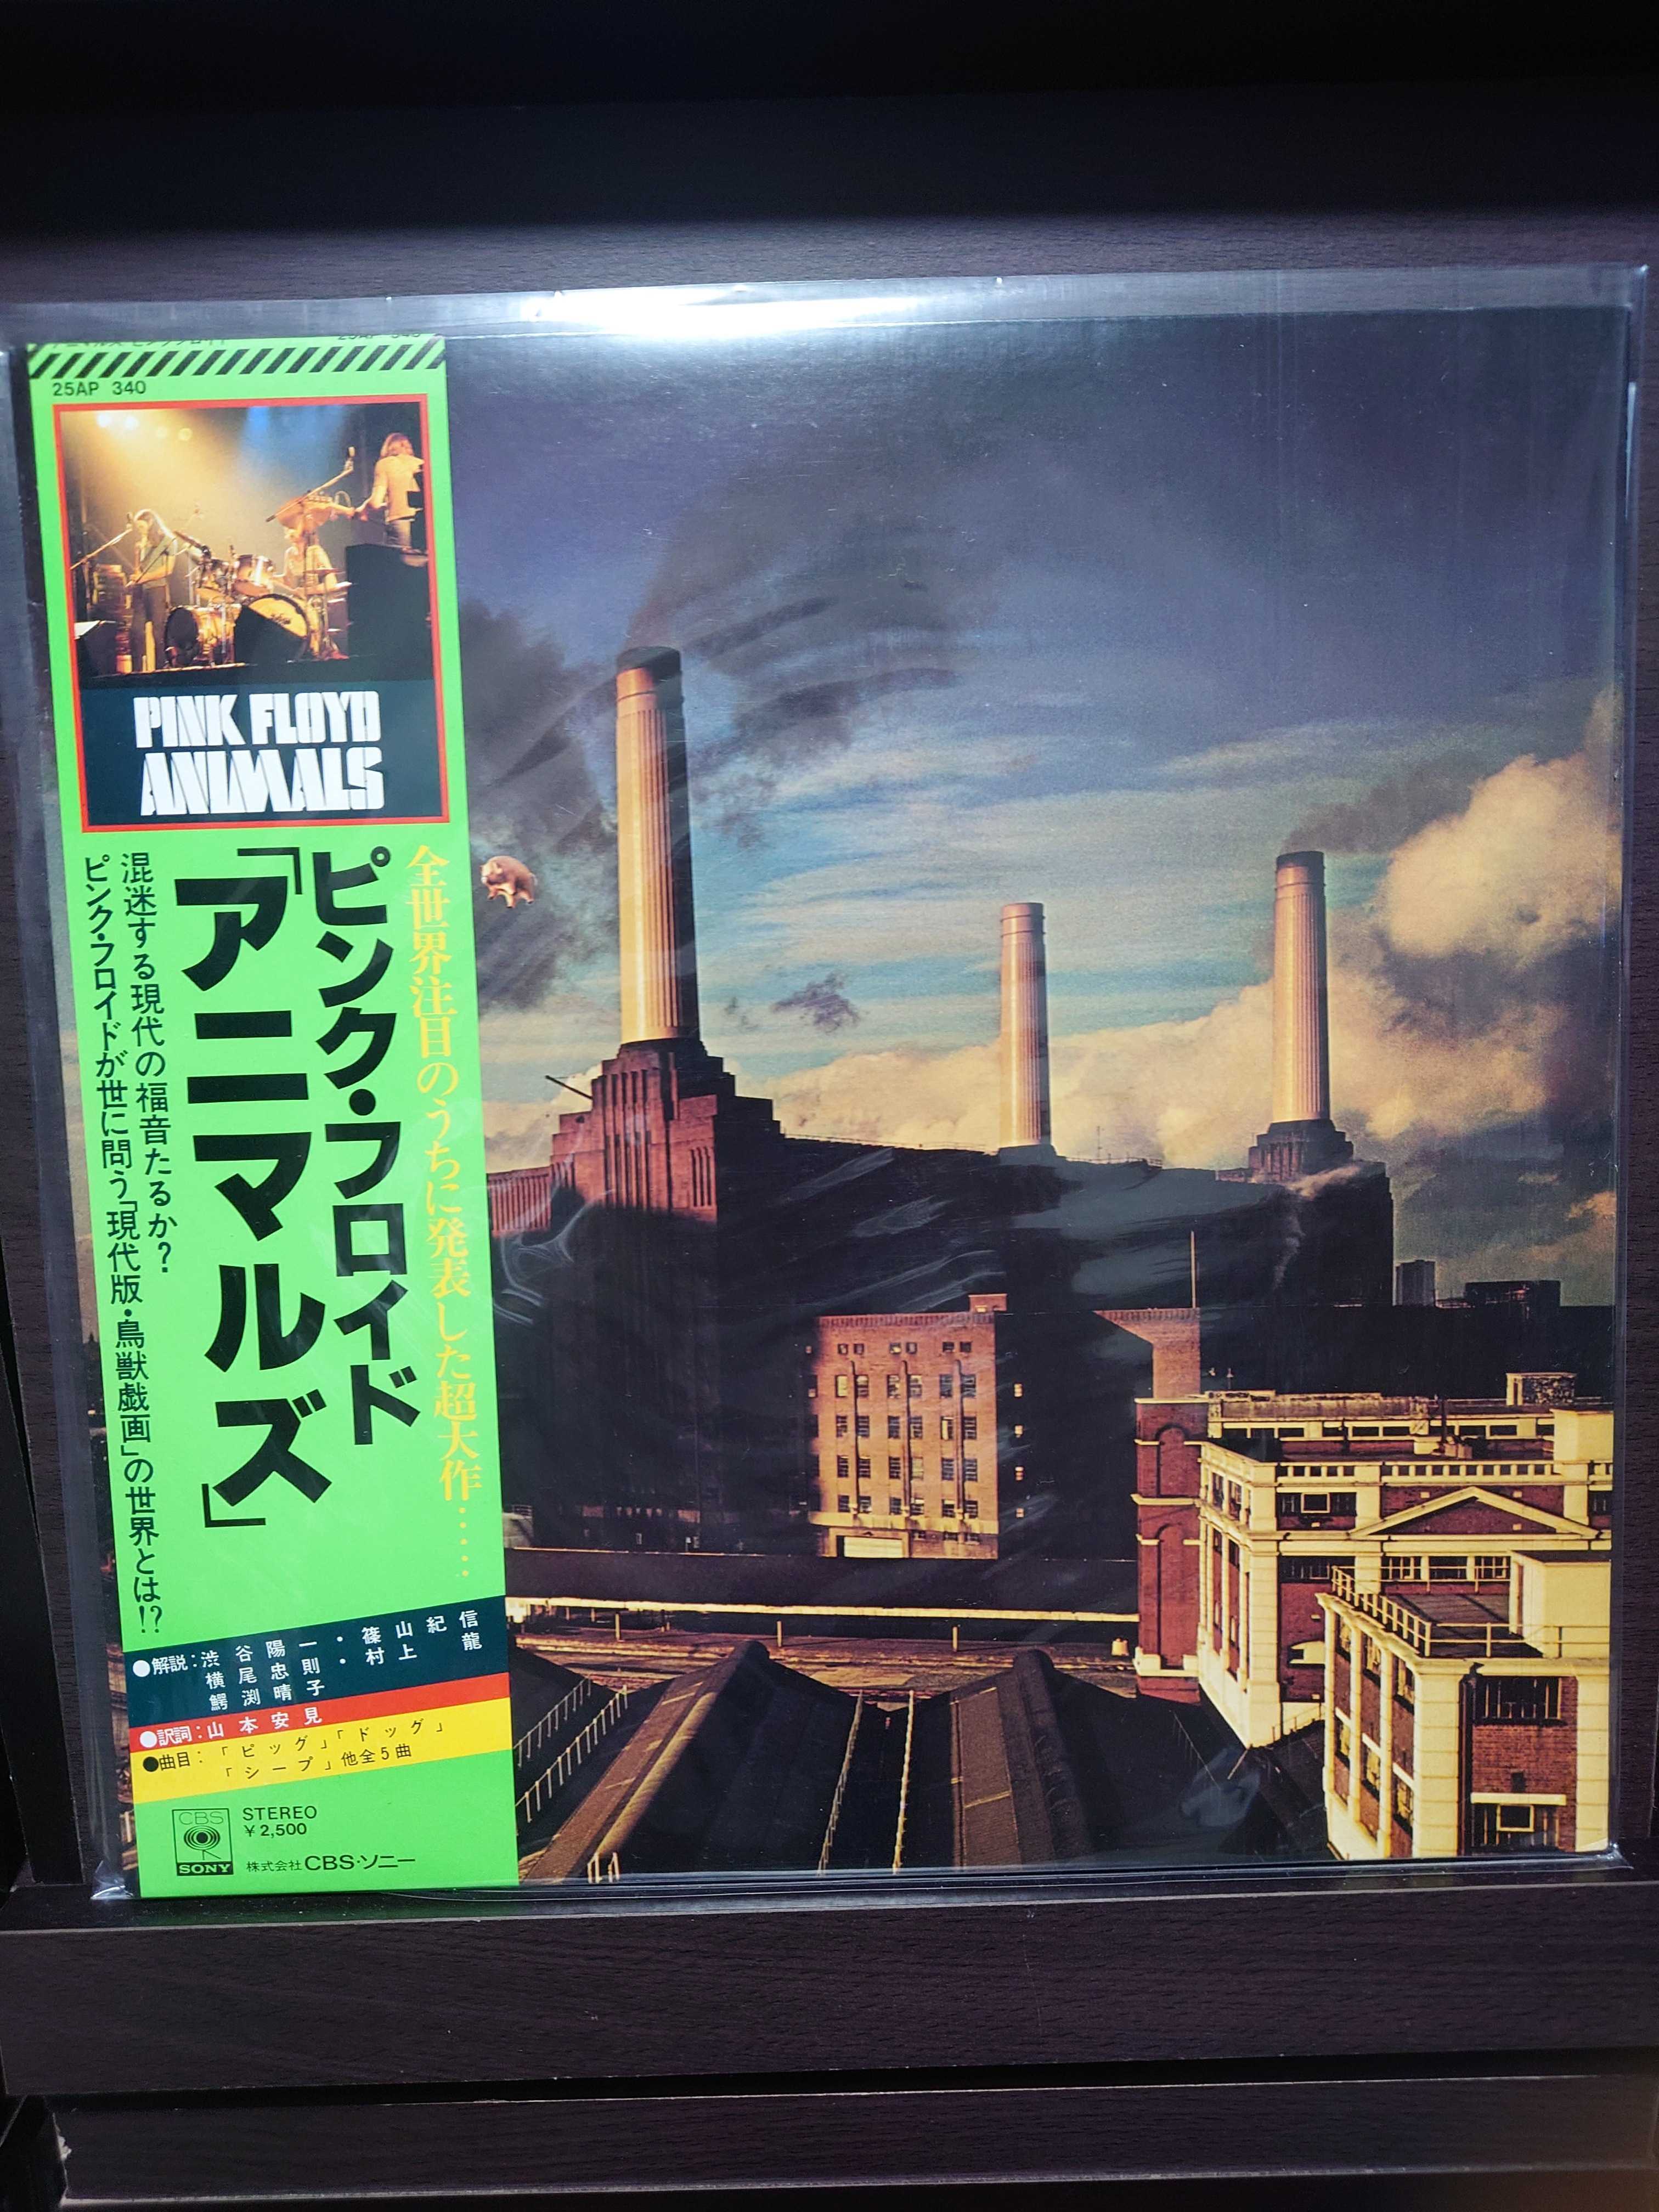 25AP 340
PINK FLOYD
ANIMALS
全世界注目のうちに発表した超大作……
ピンク・フロイド
「アニマルズ」
混迷する現代の福音たるか?
ピンク・フロイドが世に問う「現代版・鳥獣戯画」の世界とは!?
●解説:渋谷陽一・篠山紀信
横尾忠則・村上龍
鰐渕晴子
●訳詞:山本安見
●曲目:「ピッグ」「ドッグ」
「シープ」他全5曲
CBS
SONY
STEREO
¥2,500
株式会社CBS・ソニー